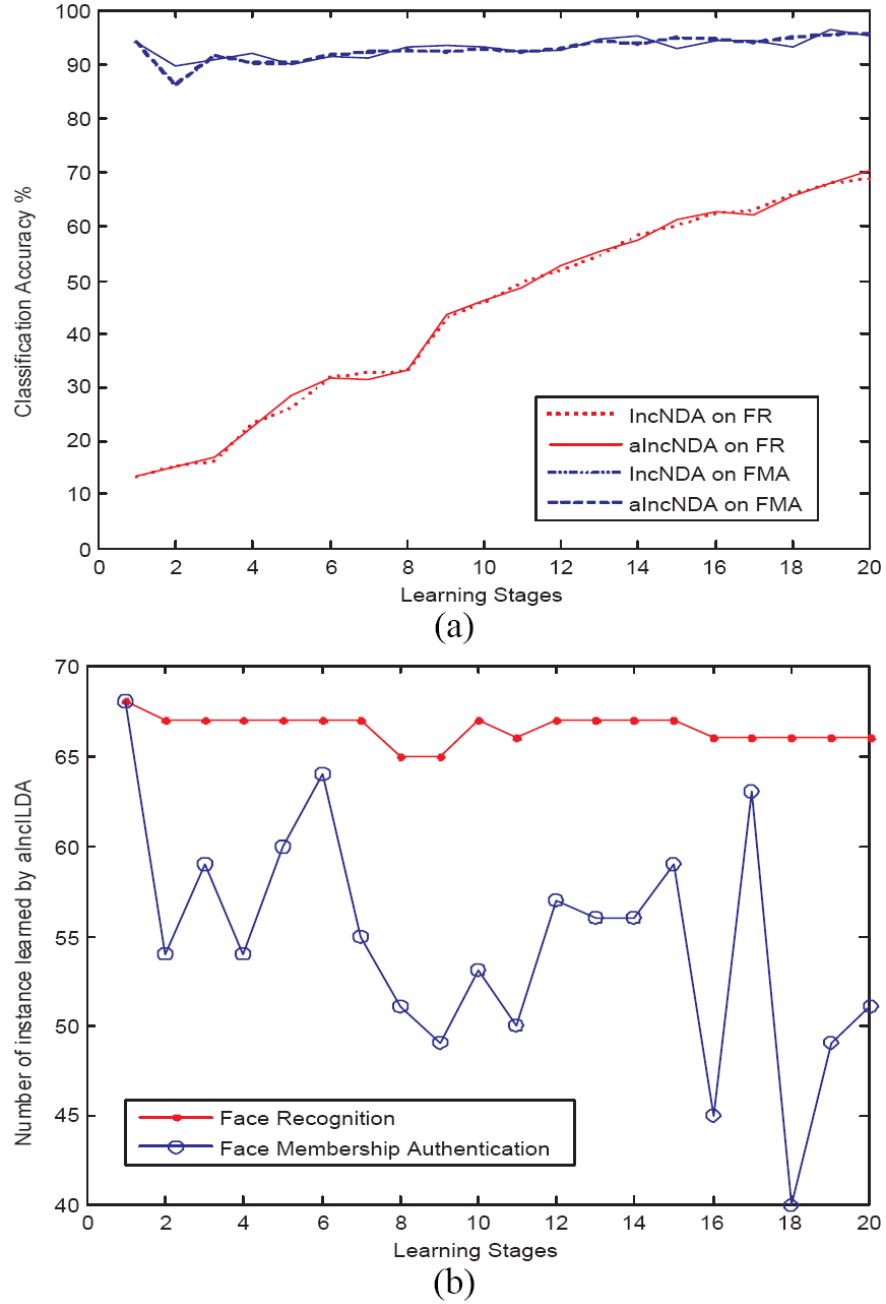 100
90
80
70
60
50
40
30
20
10
0
Classification Accuracy %
IncNDA on FR
aIncNDA on FR
IncNDA on FMA
aIncNDA on FMA
0 2 4 6 8 10 12 14 16 18 20
Learning Stages
(a)
70
65
60
55
50
45
40
Number of instance learned by aIncILDA
Face Recognition
Face Membership Authentication
0 2 4 6 8 10 12 14 16 18 20
Learning Stages
(b)